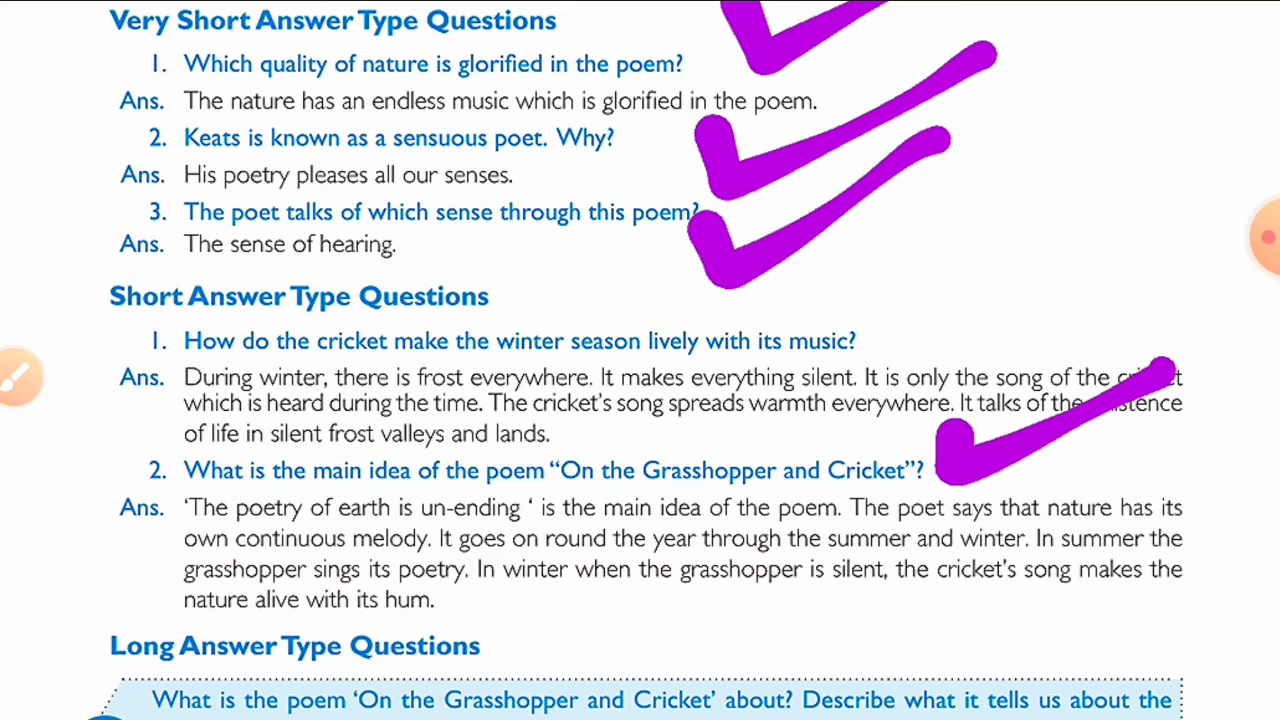 Very Short Answer Type Questions
1. Which quality of nature is glorified in the poem?
Ans. The nature has an endless music which is glorified in the poem.
2. Keats is known as a sensuous poet. Why?
Ans. His poetry pleases all our senses.
3. The poet talks of which sense through this poem?
Ans. The sense of hearing.
Short Answer Type Questions
1. How do the cricket make the winter season lively with its music?
Ans. During winter, there is frost everywhere. It makes everything silent. It is only the song of the cricket
which is heard during the time. The cricket's song spreads warmth everywhere. It talks of the existence
of life in silent frost valleys and lands.
2. What is the main idea of the poem “On the Grasshopper and Cricket”?
Ans. ‘The poetry of earth is un-ending ‘ is the main idea of the poem. The poet says that nature has its
own continuous melody. It goes on round the year through the summer and winter. In summer the
grasshopper sings its poetry. In winter when the grasshopper is silent, the cricket's song makes the
nature alive with its hum.
Long Answer Type Questions
What is the poem ‘On the Grasshopper and Cricket’ about? Describe what it tells us about the